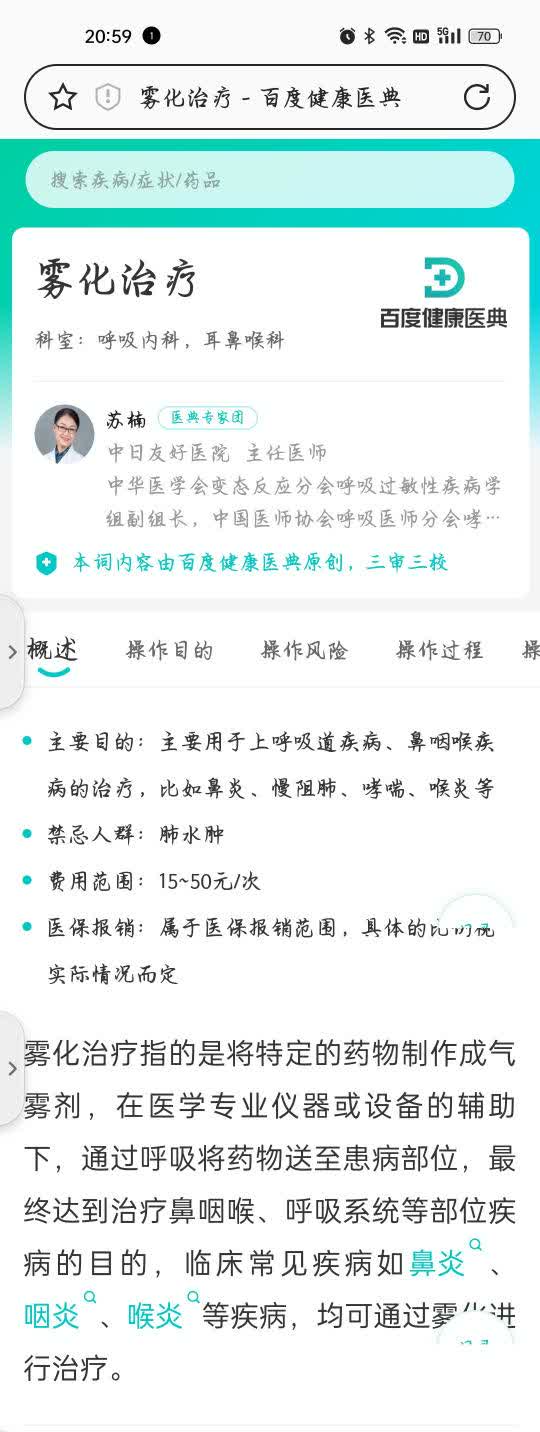 20:59
1
HD
5G
70
雾化治疗 - 百度健康医典
搜索疾病/症状/药品
雾化治疗
百度健康医典
科室：呼吸内科，耳鼻喉科
苏楠 医典专家团
中日友好医院 主任医师
中华医学会变态反应分会呼吸过敏性疾病学
组副组长，中国医师协会呼吸医师分会哮…
本词内容由百度健康医典原创，三审三校
概述 操作目的 操作风险 操作过程 操
主要目的：主要用于上呼吸道疾病、鼻咽喉疾
病的治疗，比如鼻炎、慢阻肺、哮喘、喉炎等
禁忌人群：肺水肿
费用范围：15~50元/次
医保报销：属于医保报销范围，具体的比例视
实际情况而定
雾化治疗指的是将特定的药物制作成气
雾剂，在医学专业仪器或设备的辅助
下，通过呼吸将药物送至患病部位，最
终达到治疗鼻咽喉、呼吸系统等部位疾
病的目的，临床常见疾病如鼻炎、
咽炎、喉炎等疾病，均可通过雾化进
行治疗。